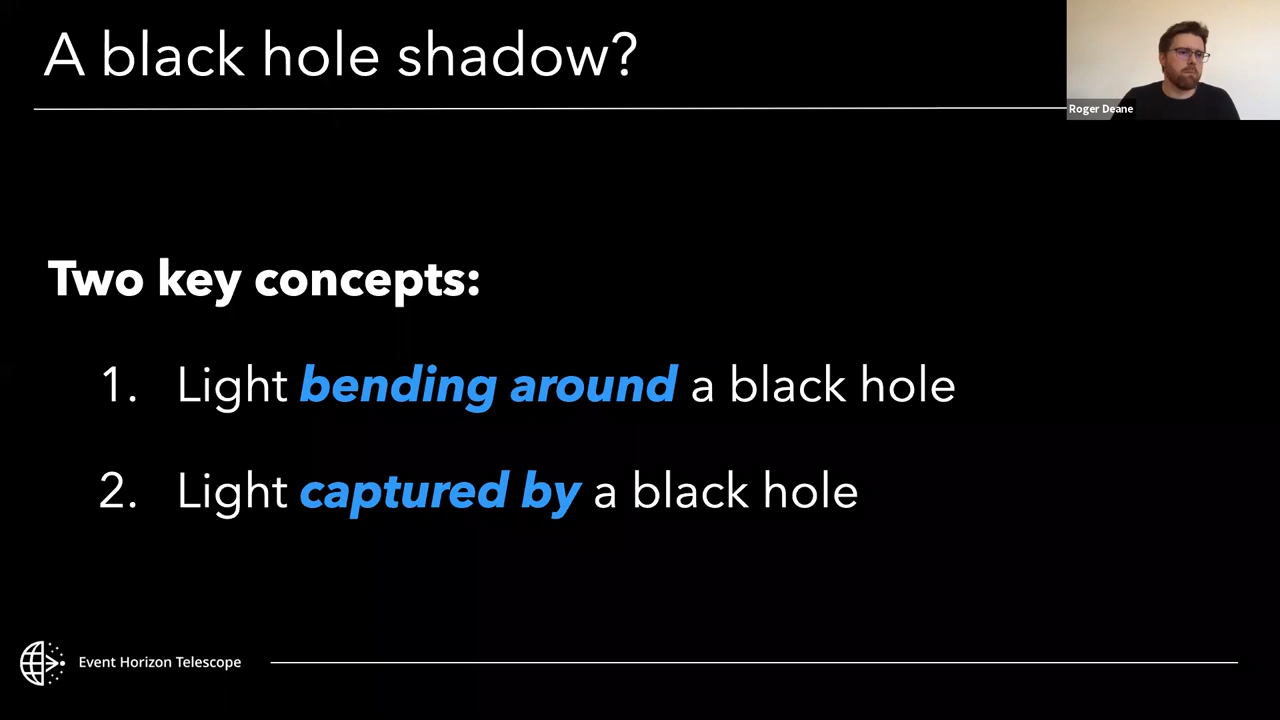 A black hole shadow?
Roger Deane
Two key concepts:
1. Light bending around a black hole
2. Light captured by a black hole
Event Horizon Telescope